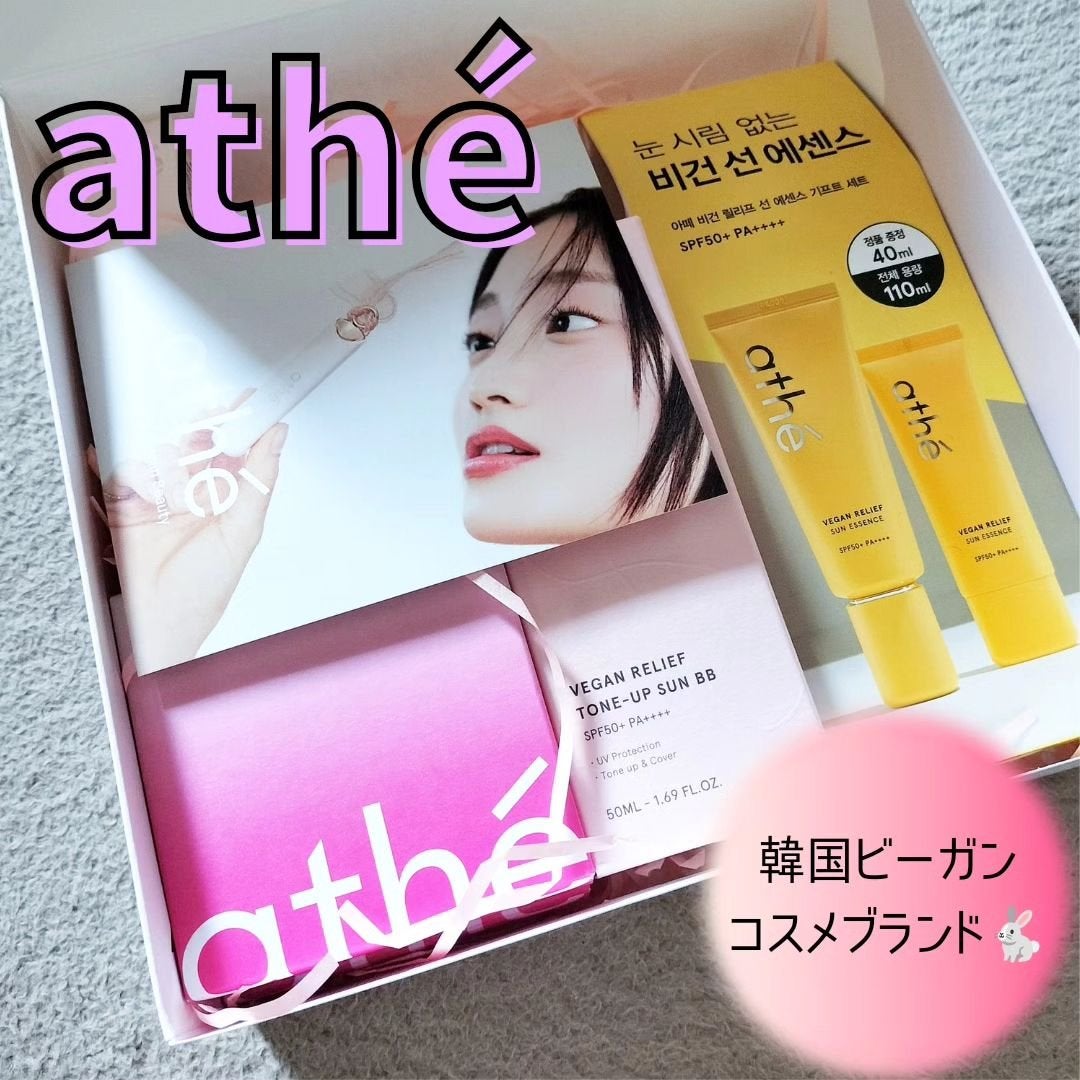 athé
눈 시림 없는
비건 선 에센스
아떼 비건 릴리프 선 에센스 기프트 세트
SPF50+ PA++++
정품 증정
40ml
전체 용량
110ml
athé
VEGAN RELIEF
SUN ESSENCE
SPF50+ PA++++
athé
VEGAN RELIEF
SUN ESSENCE
SPF50+ PA++++
VEGAN RELIEF
TONE-UP SUN BB
SPF50+ PA++++
· UV Protection
· Tone up & Cover
50ML - 1.69 FL.OZ.
athé
韓国ビーガン
コスメブランド🐇